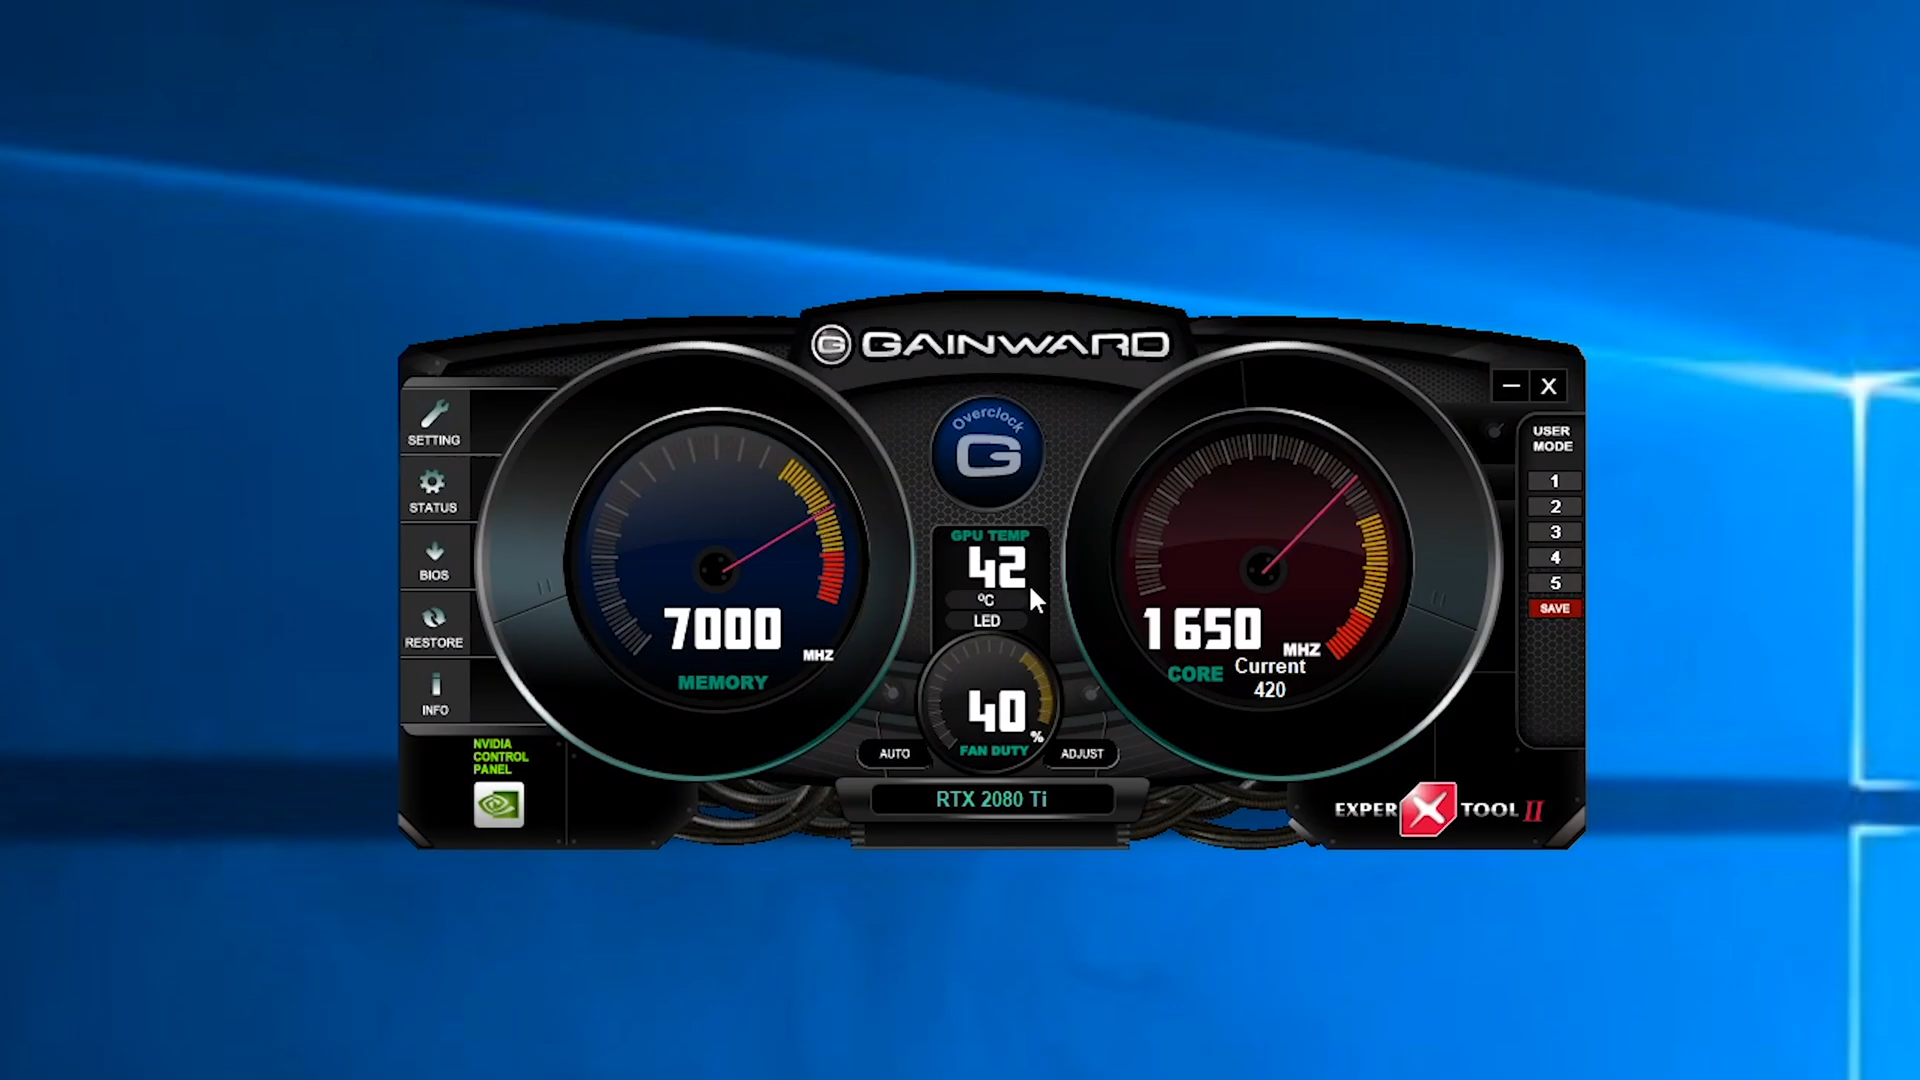 GAINWARD
SETTING
STATUS
BIOS
RESTORE
INFO
NVIDIA
CONTROL
PANEL
7000
MHZ
MEMORY
Overclock
G
GPU TEMP
42
ºC
LED
40
%
FAN DUTY
AUTO
ADJUST
RTX 2080 Ti
1650
MHZ
CORE
Current
420
X
USER
MODE
1
2
3
4
5
SAVE
EXPER X TOOL II